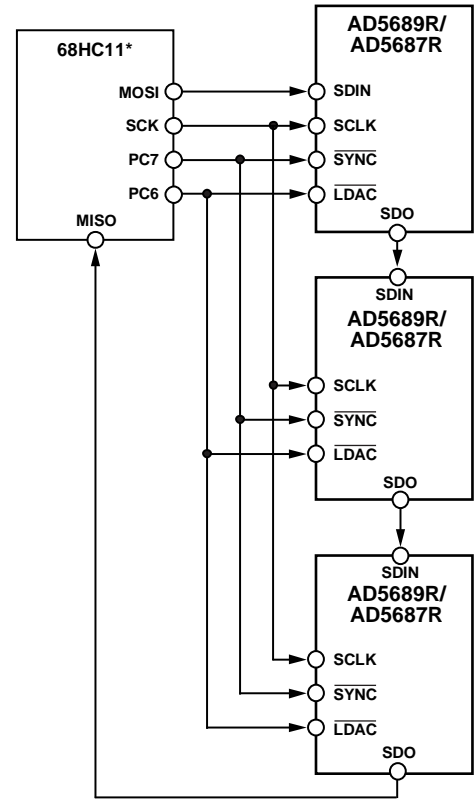 68HC11*
MOSI
SCK
PC7
PC6
MISO
AD5689R/
AD5687R
SDIN
SCLK
SYNC
LDAC
SDO
SDIN
AD5689R/
AD5687R
SCLK
SYNC
LDAC
SDO
SDIN
AD5689R/
AD5687R
SCLK
SYNC
LDAC
SDO